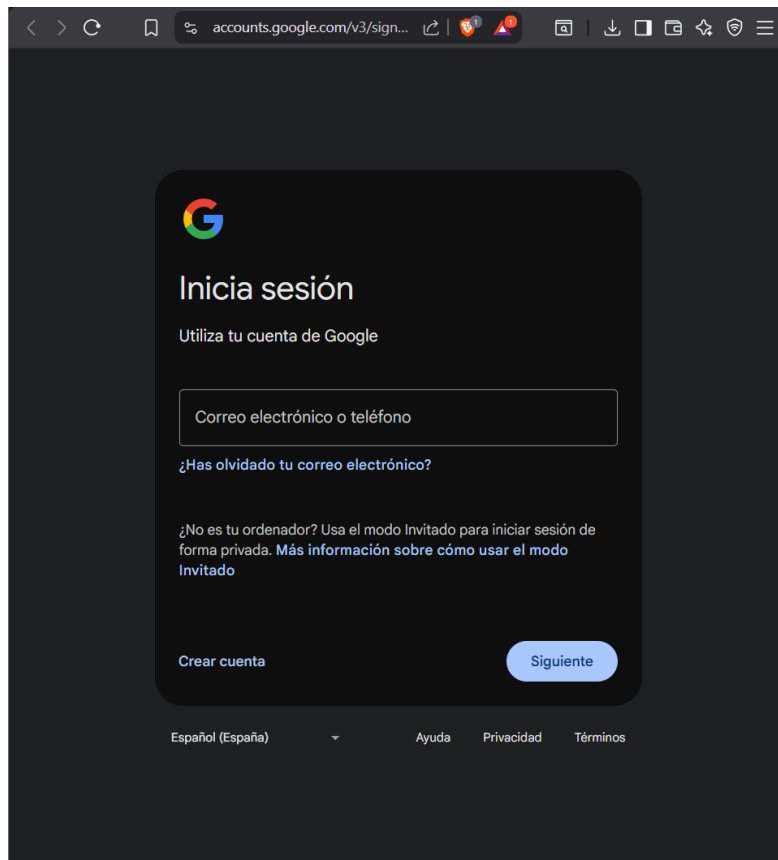 accounts.google.com/v3/sign...
1
1
Inicia sesión
Utiliza tu cuenta de Google
Correo electrónico o teléfono
¿Has olvidado tu correo electrónico?
¿No es tu ordenador? Usa el modo Invitado para iniciar sesión de
forma privada. Más información sobre cómo usar el modo
Invitado
Crear cuenta
Siguiente
Español (España)
Ayuda
Privacidad
Términos